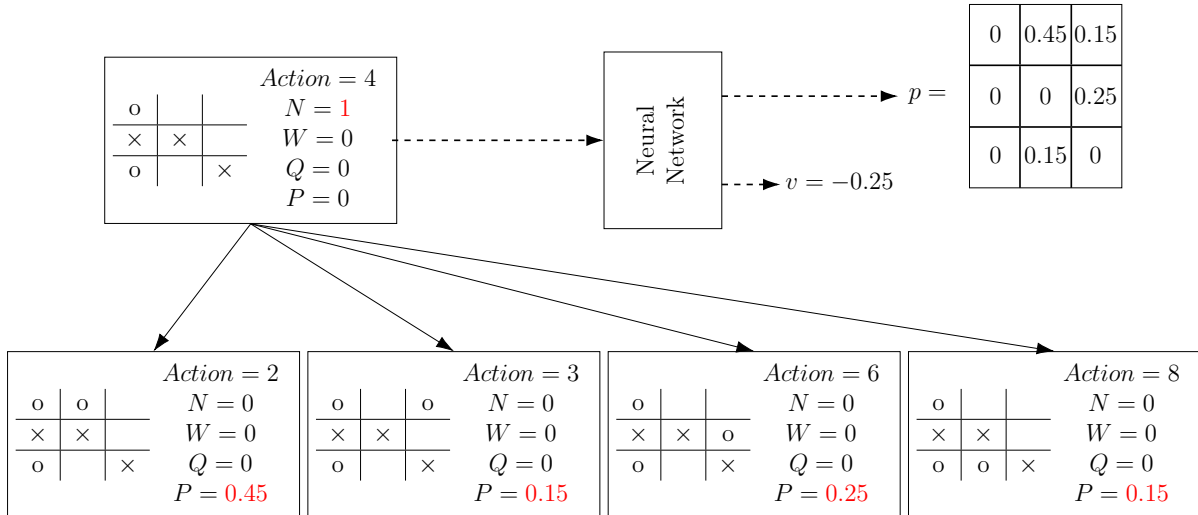 Action = 4
o
× ×
o ×
N = 1
W = 0
Q = 0
P = 0
Neural
Network
p =
0 0.45 0.15
0 0 0.25
0 0.15 0
v = −0.25
Action = 2
o o
× ×
o ×
N = 0
W = 0
Q = 0
P = 0.45
Action = 3
o o
× ×
o ×
N = 0
W = 0
Q = 0
P = 0.15
Action = 6
o
× × o
o ×
N = 0
W = 0
Q = 0
P = 0.25
Action = 8
o
× ×
o o ×
N = 0
W = 0
Q = 0
P = 0.15